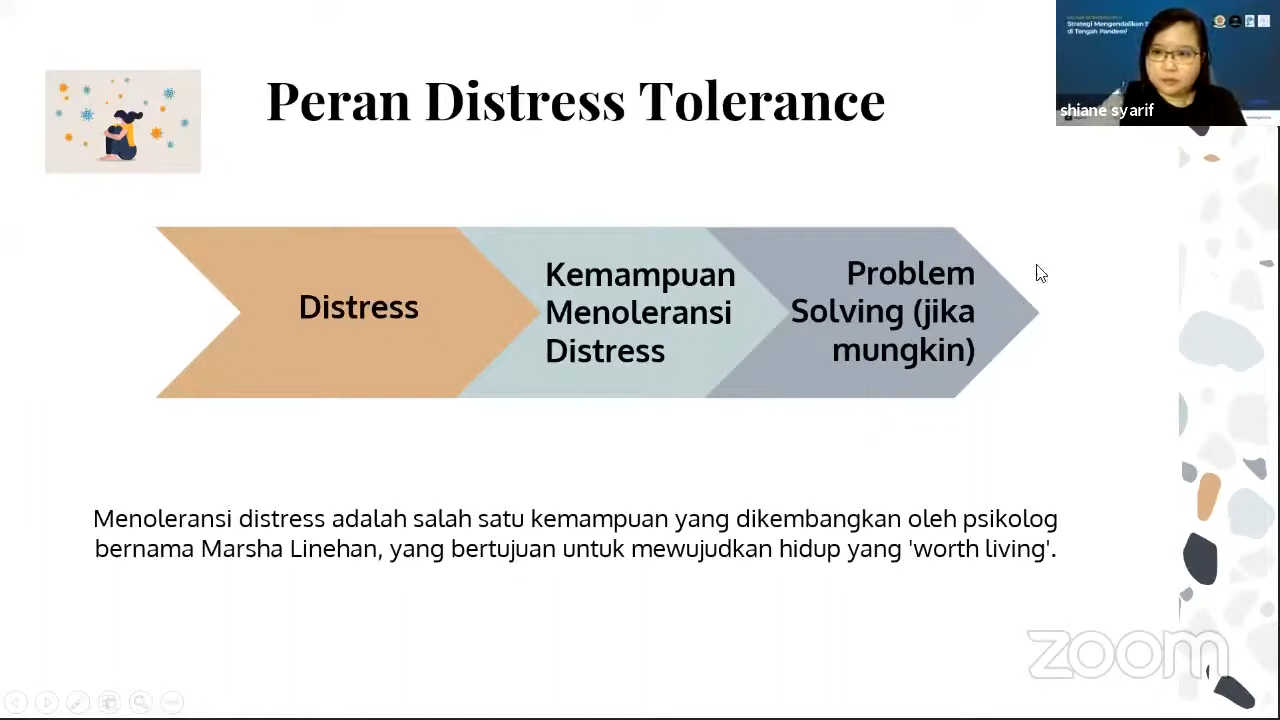 Peran Distress Tolerance
Strategi Mengendalikan
di Tengah Pandemi
shiane syarif
Distress
Kemampuan
Menoleransi
Distress
Problem
Solving (jika
mungkin)
Menoleransi distress adalah salah satu kemampuan yang dikembangkan oleh psikolog
bernama Marsha Linehan, yang bertujuan untuk mewujudkan hidup yang 'worth living'.
zoom